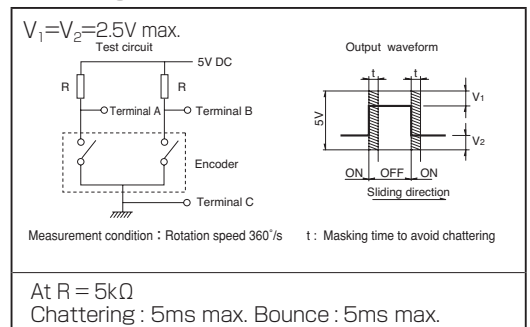 V₁=V₂=2.5V max.
Test circuit
Output waveform
5V DC
R
R
Terminal A
Terminal B
Encoder
Terminal C
t
t
5V
V₁
V₂
ON
OFF
ON
Sliding direction
Measurement condition : Rotation speed 360˚/s
t : Masking time to avoid chattering
At R = 5kΩ
Chattering : 5ms max. Bounce : 5ms max.